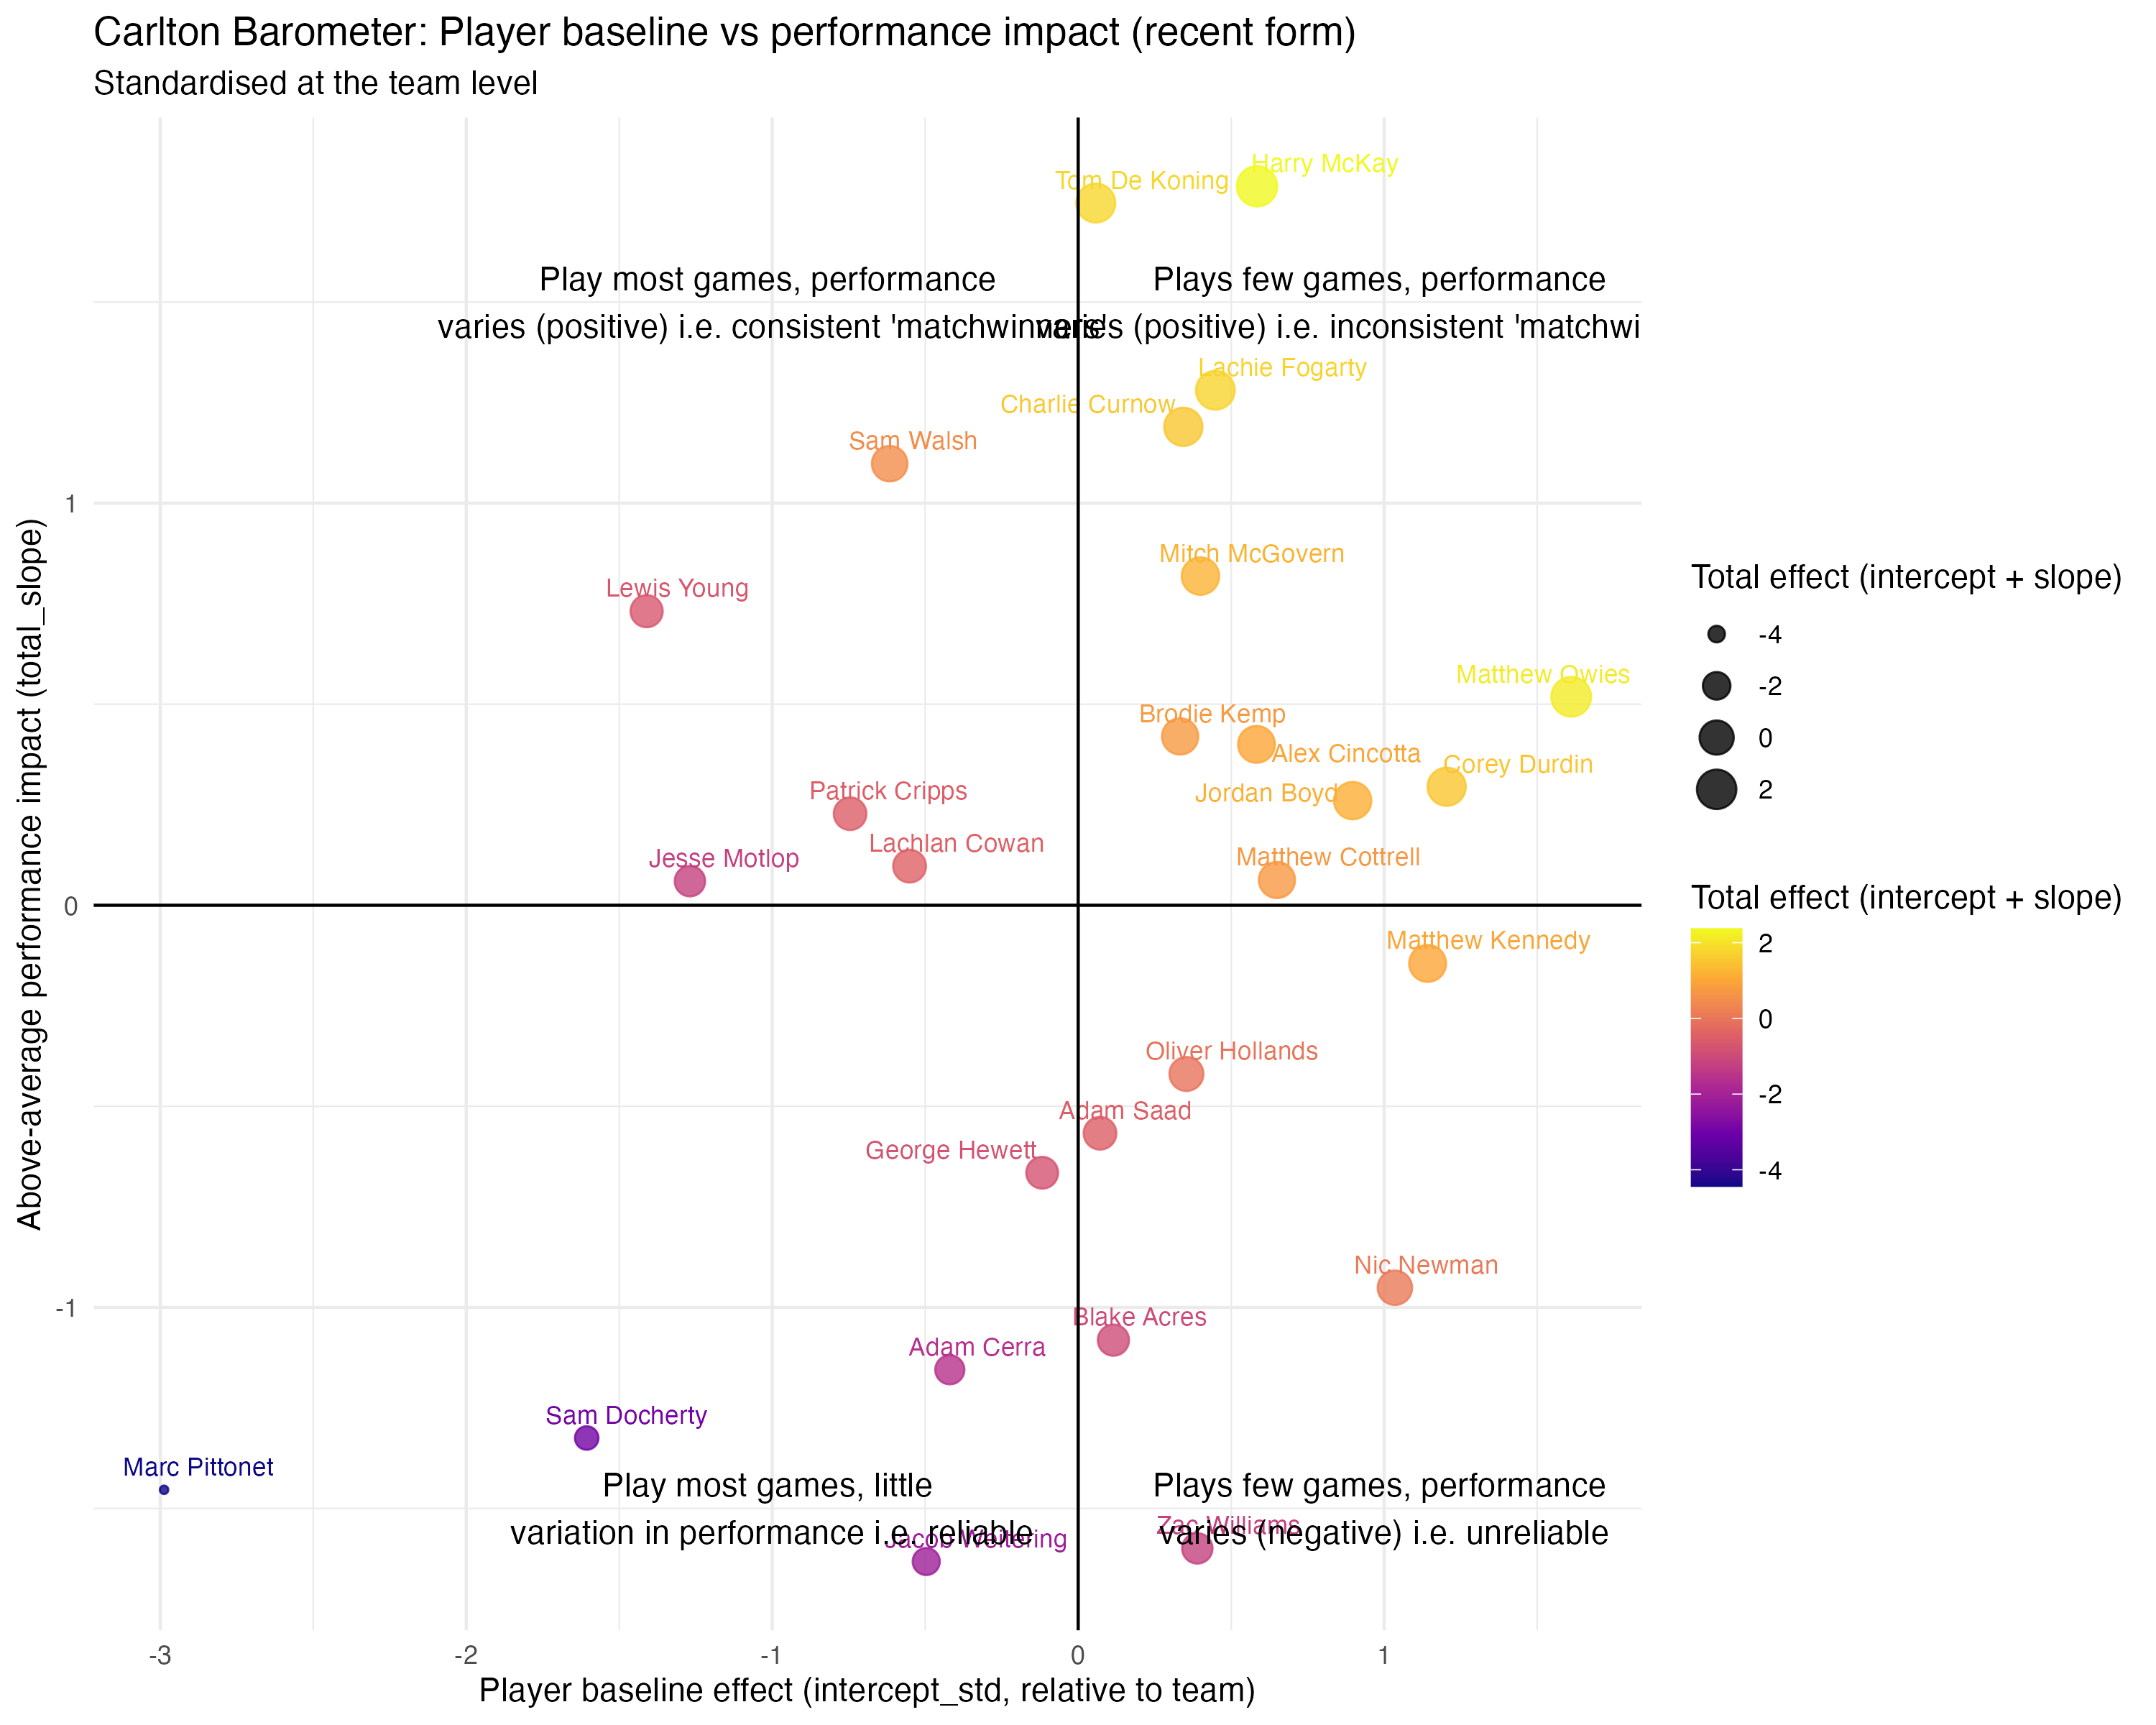 Carlton Barometer: Player baseline vs performance impact (recent form)
Standardised at the team level
Harry McKay
Tom De Koning
Play most games, performance
varies (positive) i.e. consistent 'matchwinners'
Plays few games, performance
varies (positive) i.e. inconsistent 'matchwi
Lachie Fogarty
Charlie Curnow
Sam Walsh
1
Mitch McGovern
Lewis Young
Matthew Owies
Brodie Kemp
Alex Cincotta
Corey Durdin
Jordan Boyd
Patrick Cripps
Lachlan Cowan
Jesse Motlop
Matthew Cottrell
0
Matthew Kennedy
Oliver Hollands
Adam Saad
George Hewett
Nic Newman
-1
Blake Acres
Adam Cerra
Sam Docherty
Marc Pittonet
Play most games, little
variation in performance i.e. reliable
Plays few games, performance
varies (negative) i.e. unreliable
Zac Williams
Jacob Weitering
-3
-2
-1
0
1
Player baseline effect (intercept_std, relative to team)
Above-average performance impact (total_slope)
Total effect (intercept + slope)
-4
-2
0
2
Total effect (intercept + slope)
2
0
-2
-4